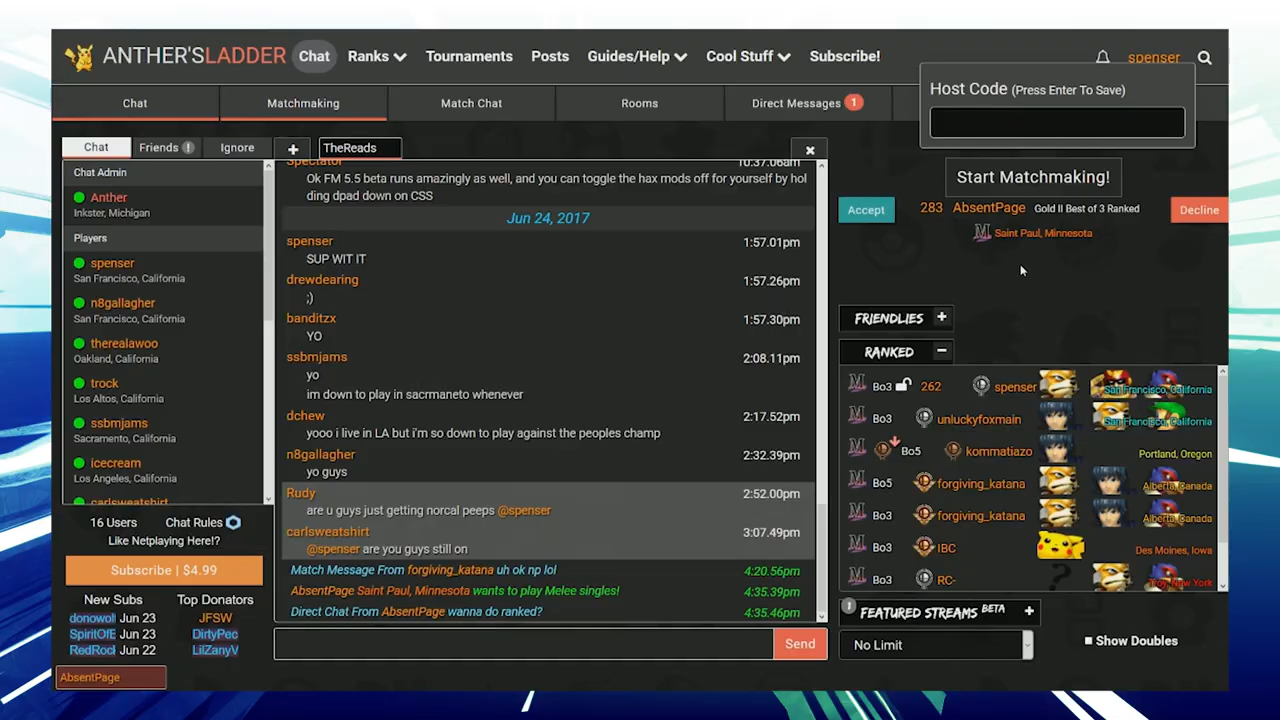 ANTHER'SLADDER Chat Ranks Tournaments Posts Guides/Help Cool Stuff Subscribe! spenser
Chat Matchmaking Match Chat Rooms Direct Messages 1
Host Code (Press Enter To Save)
Chat Friends ! Ignore + TheReads x
Chat Admin
Anther
Inkster, Michigan
Players
spenser
San Francisco, California
n8gallagher
San Francisco, California
therealawoo
Oakland, California
trock
Los Altos, California
ssbmjams
Sacramento, California
icecream
Los Angeles, California
carlsweatshirt
16 Users Chat Rules
Like Netplaying Here!?
Subscribe | $4.99
New Subs Top Donators
donowoll Jun 23 JFSW
SpiritOfE Jun 23 DirtyPec
RedRock Jun 22 LilZanyV
AbsentPage
Spectator 10:37.06am
Ok FM 5.5 beta runs amazingly as well, and you can toggle the hax mods off for yourself by hol
ding dpad down on CSS
Jun 24, 2017
spenser 1:57.01pm
SUP WIT IT
drewdearing 1:57.26pm
;)
banditzx 1:57.30pm
YO
ssbmjams 2:08.11pm
yo
im down to play in sacrmaneto whenever
dchew 2:17.52pm
yooo i live in LA but i'm so down to play against the peoples champ
n8gallagher 2:32.39pm
yo guys
Rudy 2:52.00pm
are u guys just getting norcal peeps @spenser
carlsweatshirt 3:07.49pm
@spenser are you guys still on
Match Message From forgiving_katana uh ok np lol 4:20.56pm
AbsentPage Saint Paul, Minnesota wants to play Melee singles! 4:35.39pm
Direct Chat From AbsentPage wanna do ranked? 4:35.46pm
Send
Start Matchmaking!
Accept 283 AbsentPage Gold II Best of 3 Ranked Decline
M Saint Paul, Minnesota
FRIENDLIES +
RANKED −
M Bo3 262 spenser San Francisco, California
M Bo3 unluckyfoxmain San Francisco, California
M Bo5 kommatiazo Portland, Oregon
M Bo5 forgiving_katana Alberta, Canada
M Bo3 forgiving_katana Alberta, Canada
M Bo3 IBC Des Moines, Iowa
M Bo3 RC- ? Troy, New York
! FEATURED STREAMS BETA +
No Limit Show Doubles